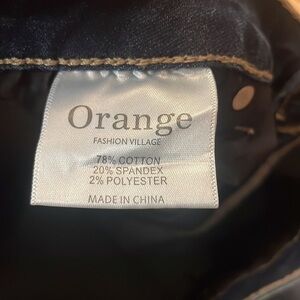 Orange
FASHION VILLAGE
78% COTTON
20% SPANDEX
2% POLYESTER
MADE IN CHINA